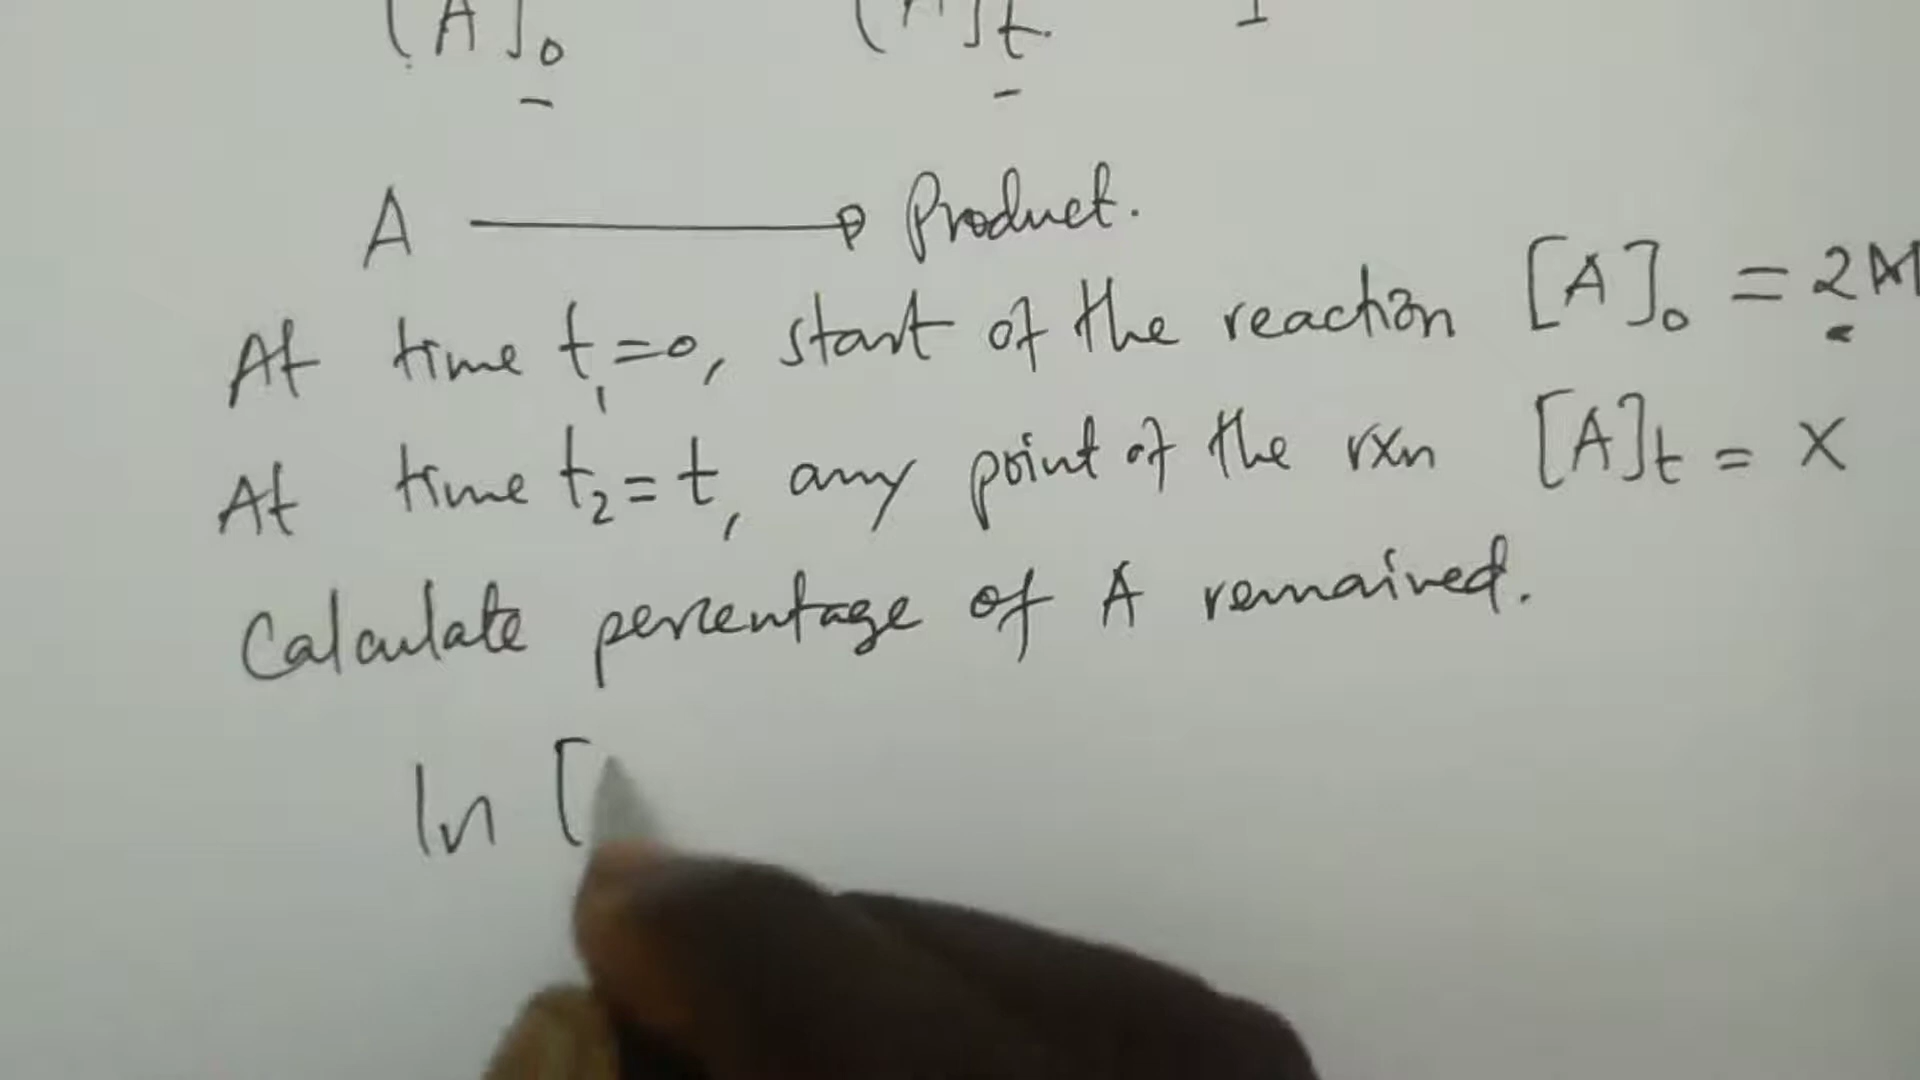 [A]₀ [A]t.
A → Product.
At time t₁=0, start of the reaction [A]₀ = 2M
At time t₂=t, any point of the rxn [A]t = X
Calculate percentage of A remained.
ln [